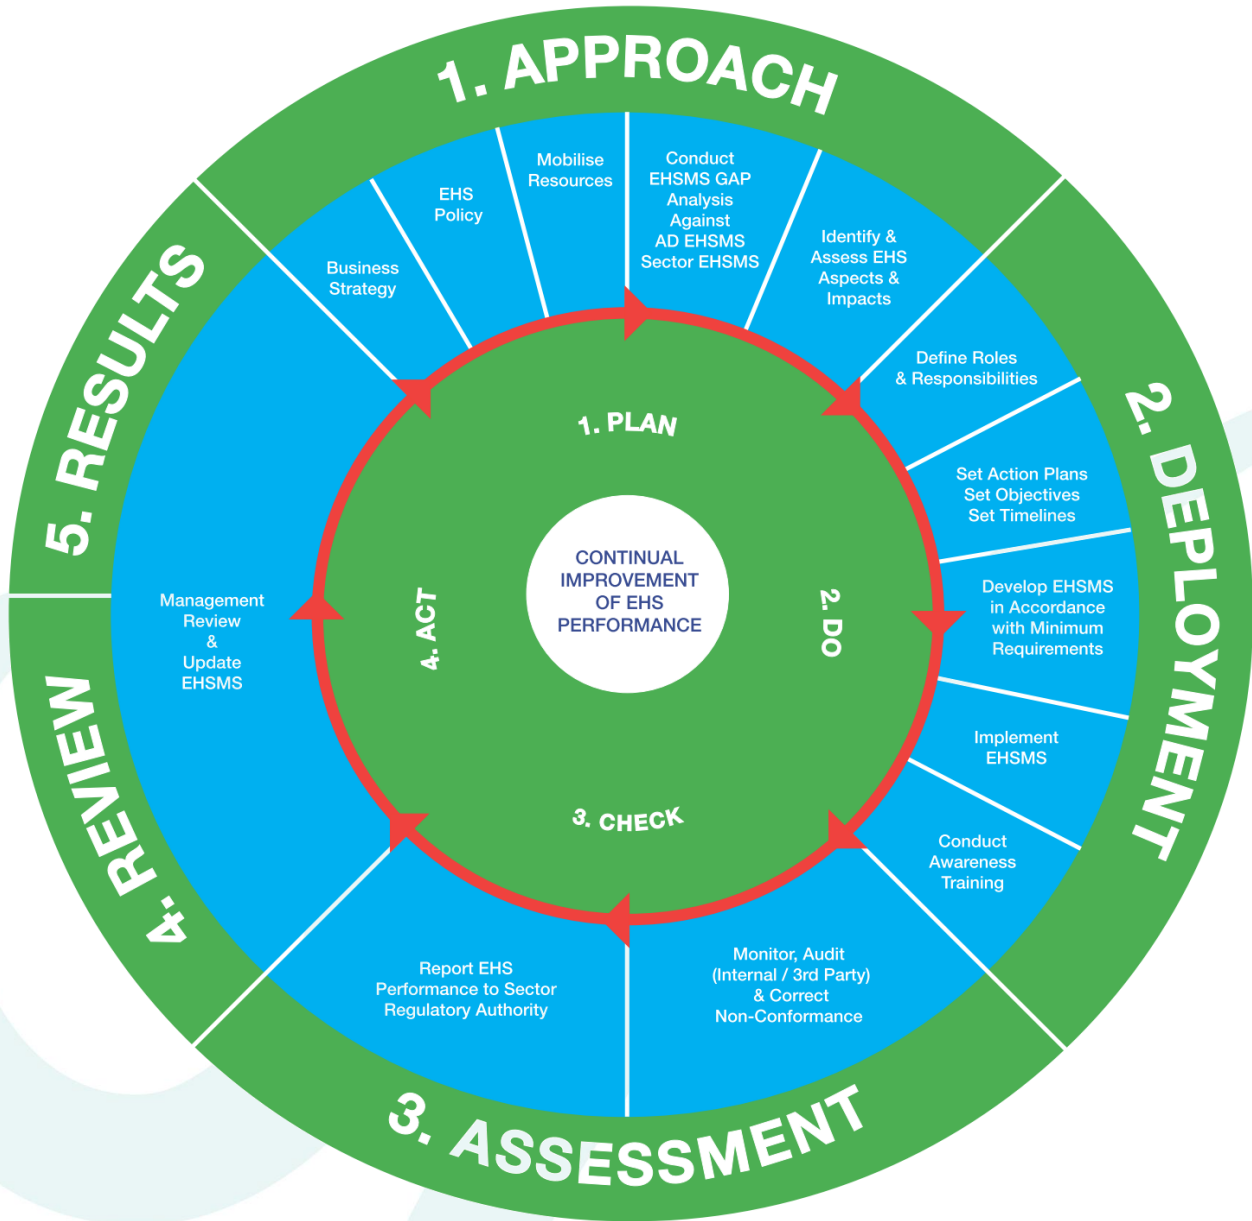 1. APPROACH
2. DEPLOYMENT
3. ASSESSMENT
4. REVIEW
5. RESULTS
Business
Strategy
EHS
Policy
Mobilise
Resources
Conduct
EHSMS GAP
Analysis
Against
AD EHSMS
Sector EHSMS
Identify &
Assess EHS
Aspects &
Impacts
Define Roles
& Responsibilities
Set Action Plans
Set Objectives
Set Timelines
Develop EHSMS
in Accordance
with Minimum
Requirements
Implement
EHSMS
Conduct
Awareness
Training
Monitor, Audit
(Internal / 3rd Party)
& Correct
Non-Conformance
Report EHS
Performance to Sector
Regulatory Authority
Management
Review
&
Update
EHSMS
1. PLAN
2. DO
3. CHECK
4. ACT
CONTINUAL
IMPROVEMENT
OF EHS
PERFORMANCE